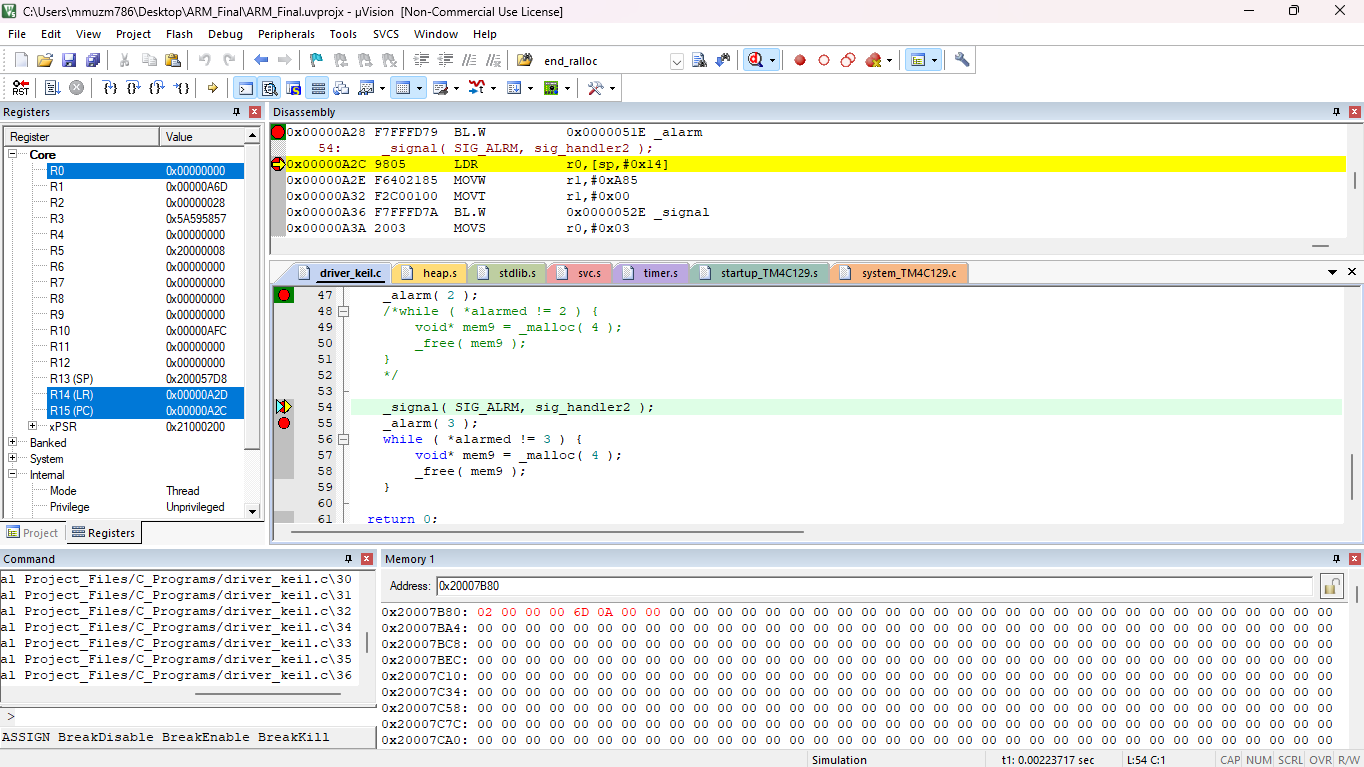 C:\Users\mmuzm786\Desktop\ARM_Final\ARM_Final.uvprojx - µVision [Non-Commercial Use License]
File Edit View Project Flash Debug Peripherals Tools SVCS Window Help
end_ralloc
RST
Registers
Register Value
Core
R0 0x00000000
R1 0x00000A6D
R2 0x00000028
R3 0x5A595857
R4 0x00000000
R5 0x20000008
R6 0x00000000
R7 0x00000000
R8 0x00000000
R9 0x00000000
R10 0x00000AFC
R11 0x00000000
R12 0x00000000
R13 (SP) 0x200057D8
R14 (LR) 0x00000A2D
R15 (PC) 0x00000A2C
xPSR 0x21000200
Banked
System
Internal
Mode Thread
Privilege Unprivileged
Project Registers
Disassembly
0x00000A28 F7FFFD79 BL.W 0x0000051E _alarm
54: _signal( SIG_ALRM, sig_handler2 );
0x00000A2C 9805 LDR r0,[sp,#0x14]
0x00000A2E F6402185 MOVW r1,#0xA85
0x00000A32 F2C00100 MOVT r1,#0x00
0x00000A36 F7FFFD7A BL.W 0x0000052E _signal
0x00000A3A 2003 MOVS r0,#0x03
driver_keil.c heap.s stdlib.s svc.s timer.s startup_TM4C129.s system_TM4C129.c
47 _alarm( 2 );
48 /*while ( *alarmed != 2 ) {
49 void* mem9 = _malloc( 4 );
50 _free( mem9 );
51 }
52 */
53
54 _signal( SIG_ALRM, sig_handler2 );
55 _alarm( 3 );
56 while ( *alarmed != 3 ) {
57 void* mem9 = _malloc( 4 );
58 _free( mem9 );
59 }
60
61 return 0;
Command
al Project_Files/C_Programs/driver_keil.c\30
al Project_Files/C_Programs/driver_keil.c\31
al Project_Files/C_Programs/driver_keil.c\32
al Project_Files/C_Programs/driver_keil.c\34
al Project_Files/C_Programs/driver_keil.c\33
al Project_Files/C_Programs/driver_keil.c\35
al Project_Files/C_Programs/driver_keil.c\36
>
ASSIGN BreakDisable BreakEnable BreakKill
Memory 1
Address: 0x20007B80
0x20007B80: 02 00 00 00 6D 0A 00 00 00 00 00 00 00 00 00 00 00 00 00 00 00 00 00 00 00 00 00 00 00 00 00 00 00 00 00 00
0x20007BA4: 00 00 00 00 00 00 00 00 00 00 00 00 00 00 00 00 00 00 00 00 00 00 00 00 00 00 00 00 00 00 00 00 00 00 00 00
0x20007BC8: 00 00 00 00 00 00 00 00 00 00 00 00 00 00 00 00 00 00 00 00 00 00 00 00 00 00 00 00 00 00 00 00 00 00 00 00
0x20007BEC: 00 00 00 00 00 00 00 00 00 00 00 00 00 00 00 00 00 00 00 00 00 00 00 00 00 00 00 00 00 00 00 00 00 00 00 00
0x20007C10: 00 00 00 00 00 00 00 00 00 00 00 00 00 00 00 00 00 00 00 00 00 00 00 00 00 00 00 00 00 00 00 00 00 00 00 00
0x20007C34: 00 00 00 00 00 00 00 00 00 00 00 00 00 00 00 00 00 00 00 00 00 00 00 00 00 00 00 00 00 00 00 00 00 00 00 00
0x20007C58: 00 00 00 00 00 00 00 00 00 00 00 00 00 00 00 00 00 00 00 00 00 00 00 00 00 00 00 00 00 00 00 00 00 00 00 00
0x20007C7C: 00 00 00 00 00 00 00 00 00 00 00 00 00 00 00 00 00 00 00 00 00 00 00 00 00 00 00 00 00 00 00 00 00 00 00 00
0x20007CA0: 00 00 00 00 00 00 00 00 00 00 00 00 00 00 00 00 00 00 00 00 00 00 00 00 00 00 00 00 00 00 00 00 00 00 00 00
Simulation t1: 0.00223717 sec L:54 C:1 CAP NUM SCRL OVR R/W